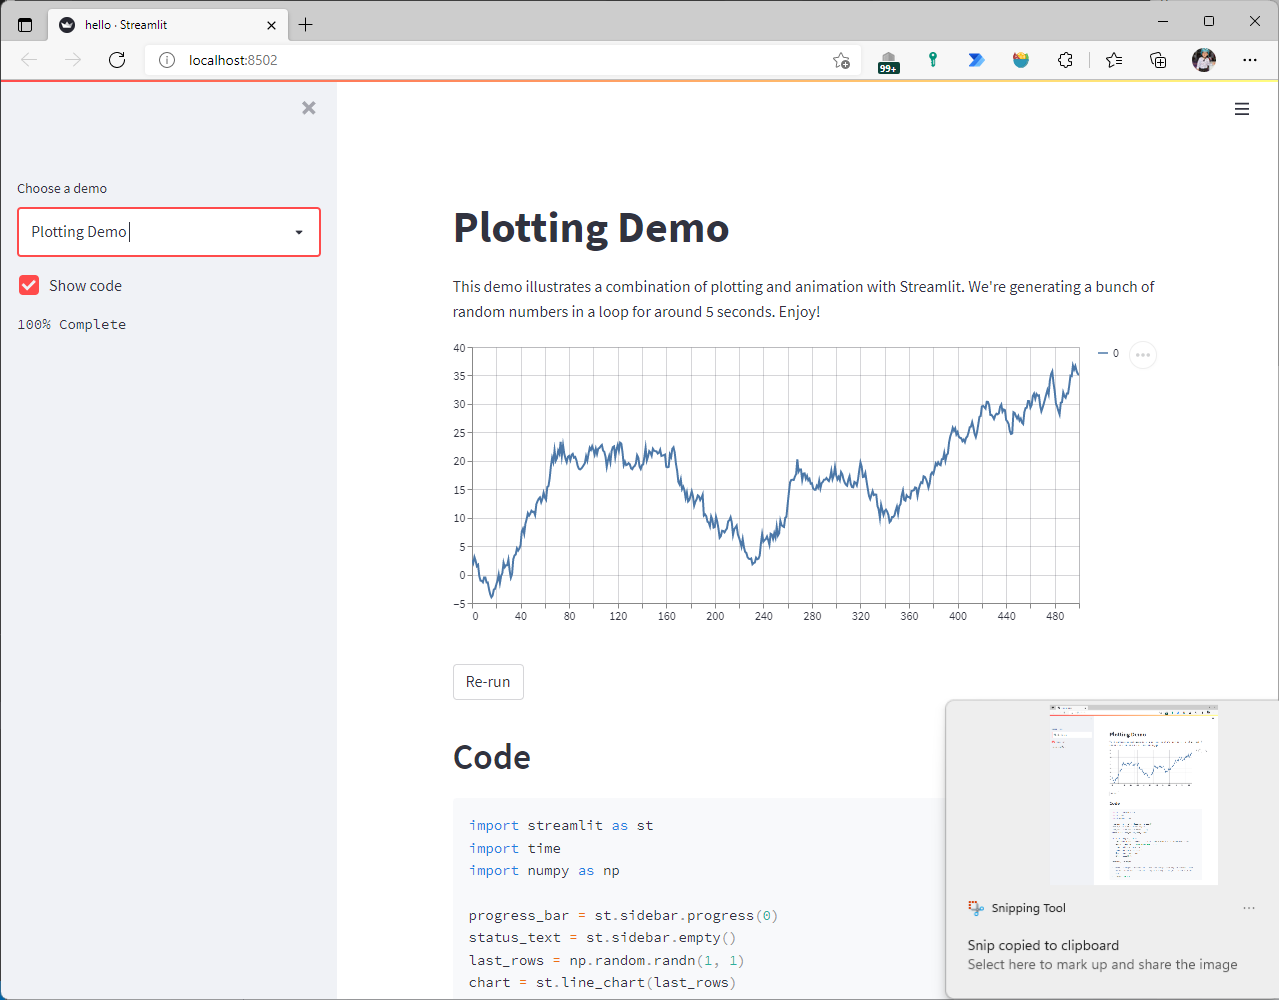 hello · Streamlit
localhost:8502
99+
Choose a demo
Plotting Demo
Show code
100% Complete
Plotting Demo
This demo illustrates a combination of plotting and animation with Streamlit. We're generating a bunch of
random numbers in a loop for around 5 seconds. Enjoy!
40
35
30
25
20
15
10
5
0
−5
0 40 80 120 160 200 240 280 320 360 400 440 480
0
Re-run
Code
import streamlit as st
import time
import numpy as np
progress_bar = st.sidebar.progress(0)
status_text = st.sidebar.empty()
last_rows = np.random.randn(1, 1)
chart = st.line_chart(last_rows)
Plotting Demo
Code
Snipping Tool
Snip copied to clipboard
Select here to mark up and share the image